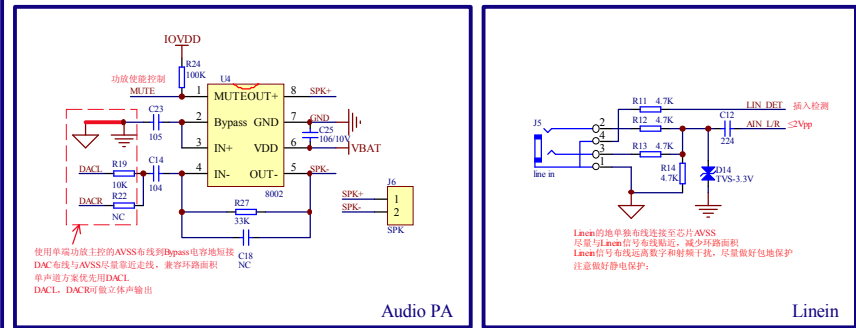 IOVDD
R24
100K
功放使能控制
MUTE
U4
1 MUTE OUT+ 8 SPK+
2 Bypass GND 7 GND
3 IN+ VDD 6 VBAT
4 IN- OUT- 5 SPK-
8002
C23
105
C25
106/10V
DACL
R19
10K
C14
104
DACR
R22
NC
R27
33K
C18
NC
J6
SPK+ 1
SPK- 2
SPK
使用单端功放主控的AVSS布线到Bypass电容地短接
DAC布线与AVSS尽量靠近走线，兼容环路面积
单声道方案优先用DACL
DACL，DACR可做立体声输出
Audio PA
R11 4.7K
LIN_DET 插入检测
J5
2
R12 4.7K
C12
224
AIN_L/R ≤2Vpp
4
R13 4.7K
3
1
line in
R14
4.7K
D14
TVS-3.3V
Linein的地单独布线连接至芯片AVSS
尽量与Linein信号布线贴近，减少环路面积
Linein信号布线远离数字和射频干扰，尽量做好包地保护
注意做好静电保护；
Linein